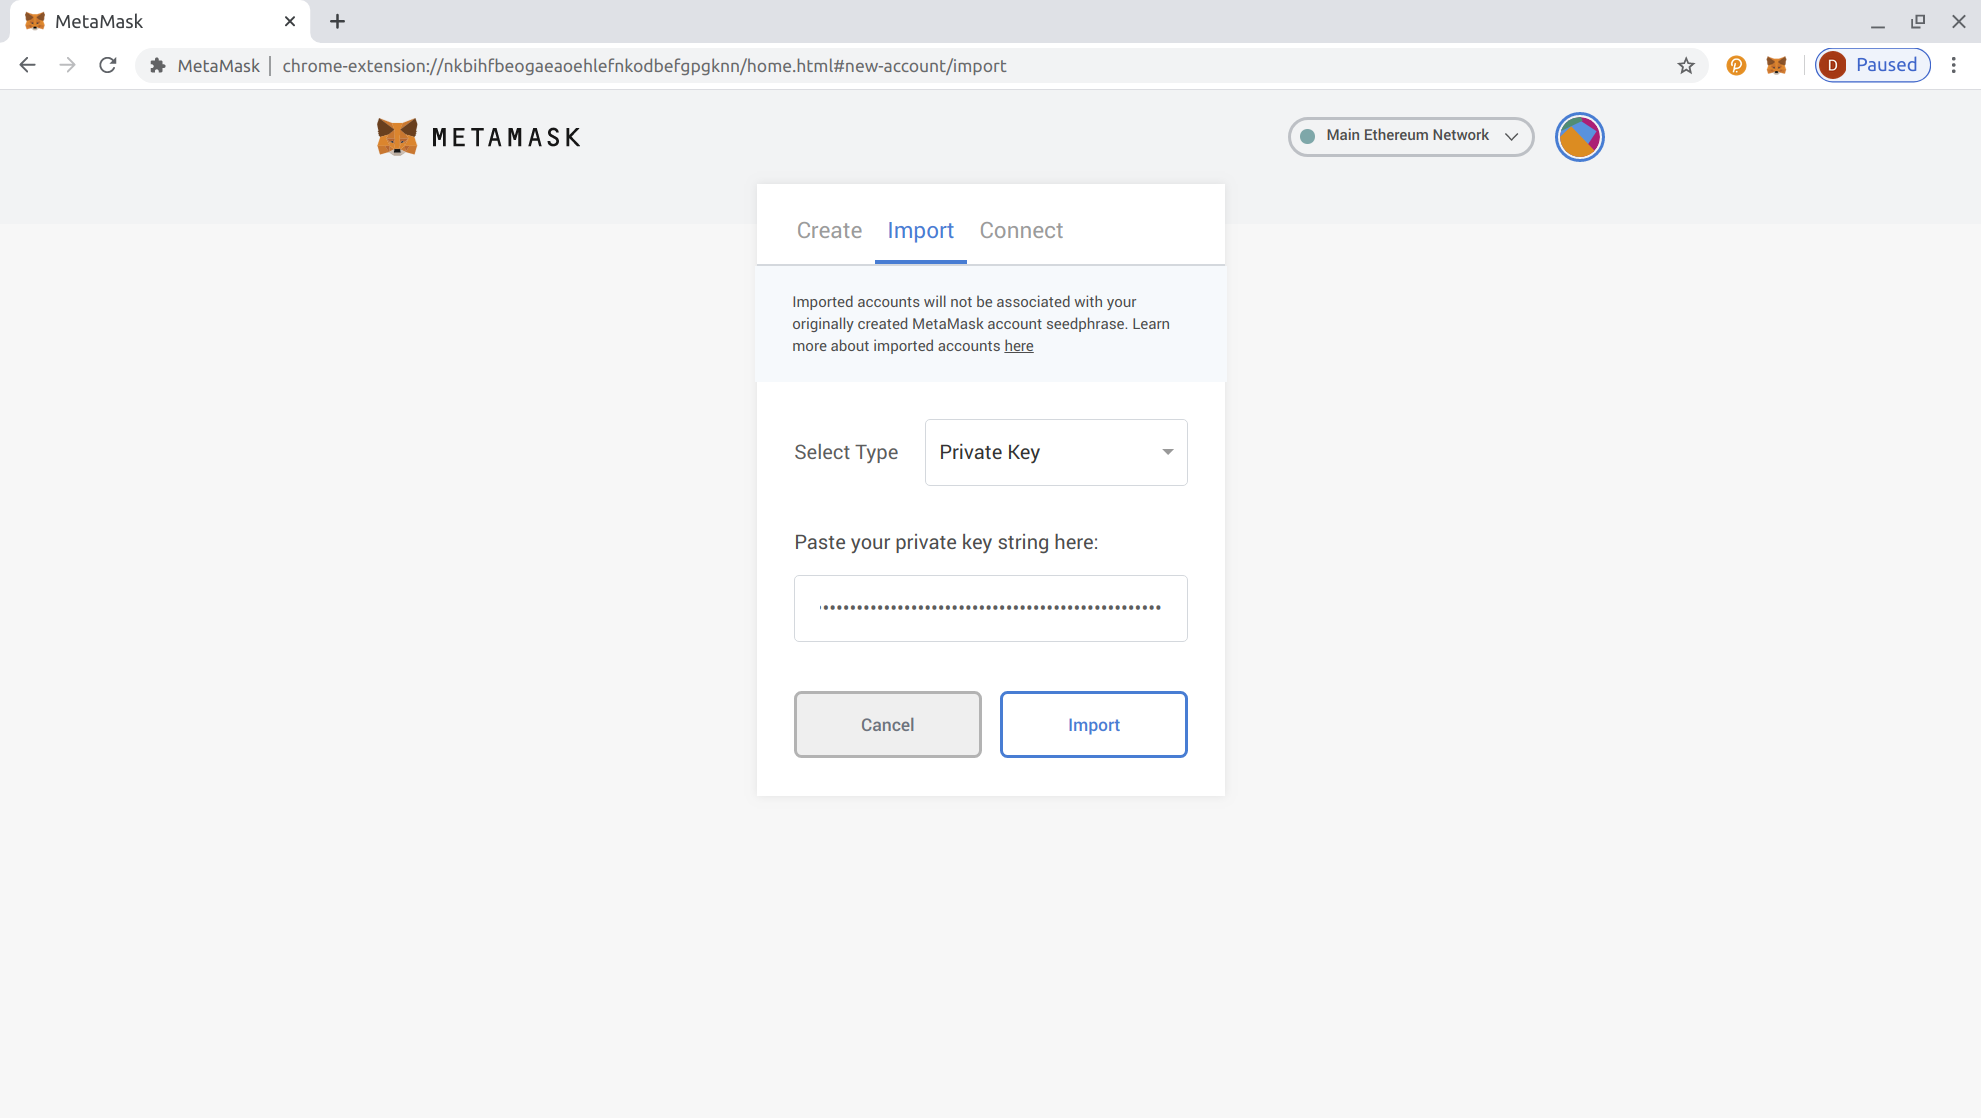 MetaMask
MetaMask | chrome-extension://nkbihfbeogaeaoehlefnkodbefgpgknn/home.html#new-account/import
D Paused
METAMASK
Main Ethereum Network
Create Import Connect
Imported accounts will not be associated with your
originally created MetaMask account seedphrase. Learn
more about imported accounts here
Select Type Private Key
Paste your private key string here:
Cancel Import